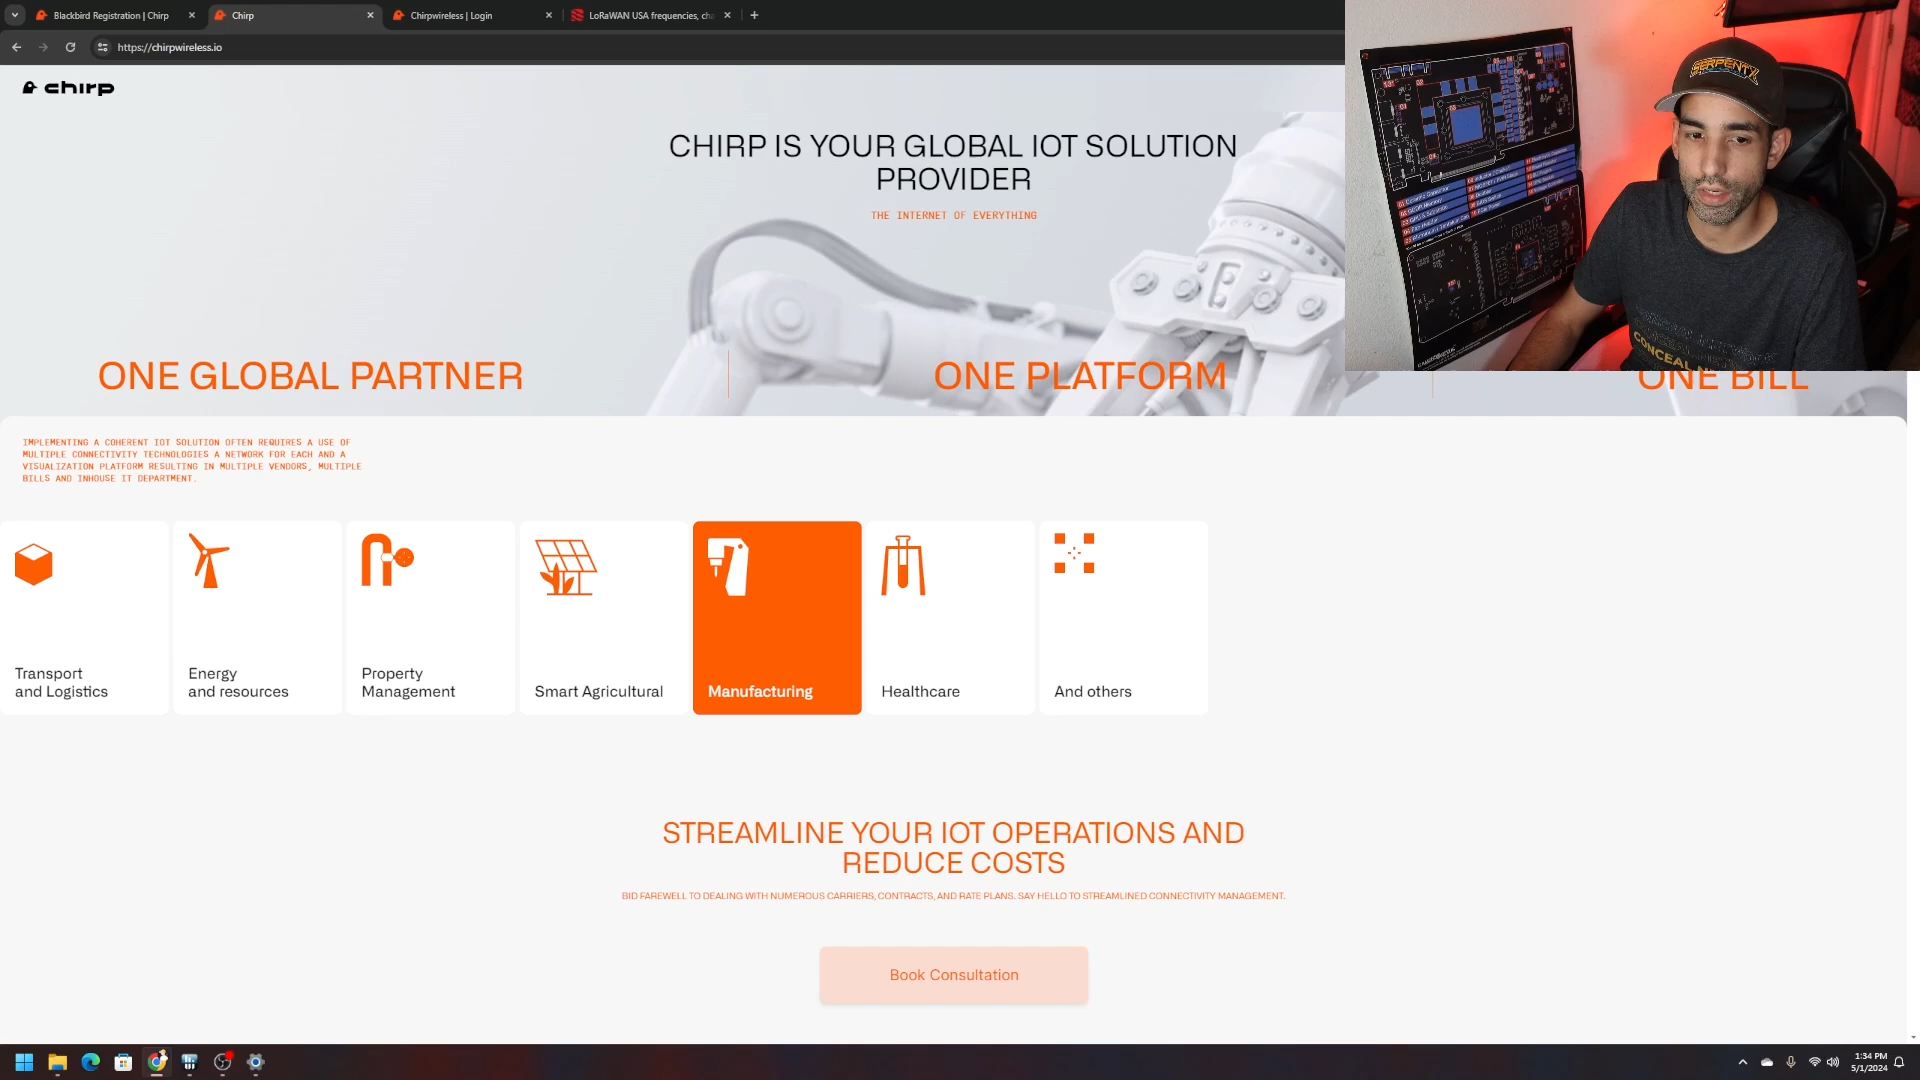 Blackbird Registration | Chirp
Chirp
Chirpwireless | Login
LoRaWAN USA frequencies, cha
https://chirpwireless.io
chirp
CHIRP IS YOUR GLOBAL IOT SOLUTION
PROVIDER
THE INTERNET OF EVERYTHING
ONE GLOBAL PARTNER
ONE PLATFORM
ONE BILL
SERPENTX
IMPLEMENTING A COHERENT IOT SOLUTION OFTEN REQUIRES A USE OF
MULTIPLE CONNECTIVITY TECHNOLOGIES A NETWORK FOR EACH AND A
VISUALIZATION PLATFORM RESULTING IN MULTIPLE VENDORS, MULTIPLE
BILLS AND INHOUSE IT DEPARTMENT.
Transport
and Logistics
Energy
and resources
Property
Management
Smart Agricultural
Manufacturing
Healthcare
And others
STREAMLINE YOUR IOT OPERATIONS AND
REDUCE COSTS
BID FAREWELL TO DEALING WITH NUMEROUS CARRIERS, CONTRACTS, AND RATE PLANS. SAY HELLO TO STREAMLINED CONNECTIVITY MANAGEMENT.
Book Consultation
1:34 PM
5/1/2024